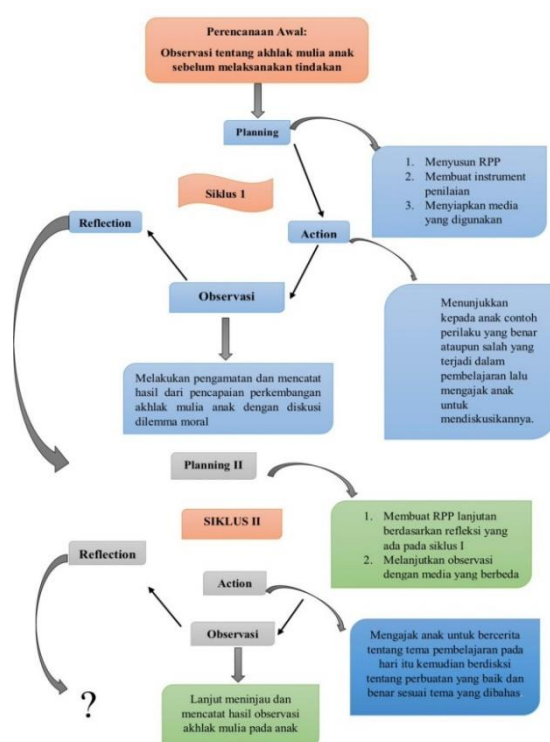 Perencanaan Awal:
Observasi tentang akhlak mulia anak
sebelum melaksanakan tindakan
Planning
1. Menyusun RPP
2. Membuat instrument
penilaian
3. Menyiapkan media
yang digunakan
Siklus 1
Reflection
Action
Observasi
Menunjukkan
kepada anak contoh
perilaku yang benar
ataupun salah yang
terjadi dalam
pembelajaran lalu
mengajak anak
untuk
mendiskusikannya.
Melakukan pengamatan dan mencatat
hasil dari pencapaian perkembangan
akhlak mulia anak dengan diskusi
dilemma moral
Planning II
1. Membuat RPP lanjutan
berdasarkan refleksi yang
ada pada siklus I
2. Melanjutkan observasi
dengan media yang berbeda
SIKLUS II
Reflection
Action
Observasi
Mengajak anak untuk bercerita
tentang tema pembelajaran pada
hari itu kemudian berdisksi
tentang perbuatan yang baik dan
benar sesuai tema yang dibahas.
?
Lanjut meninjau dan
mencatat hasil observasi
akhlak mulia pada anak